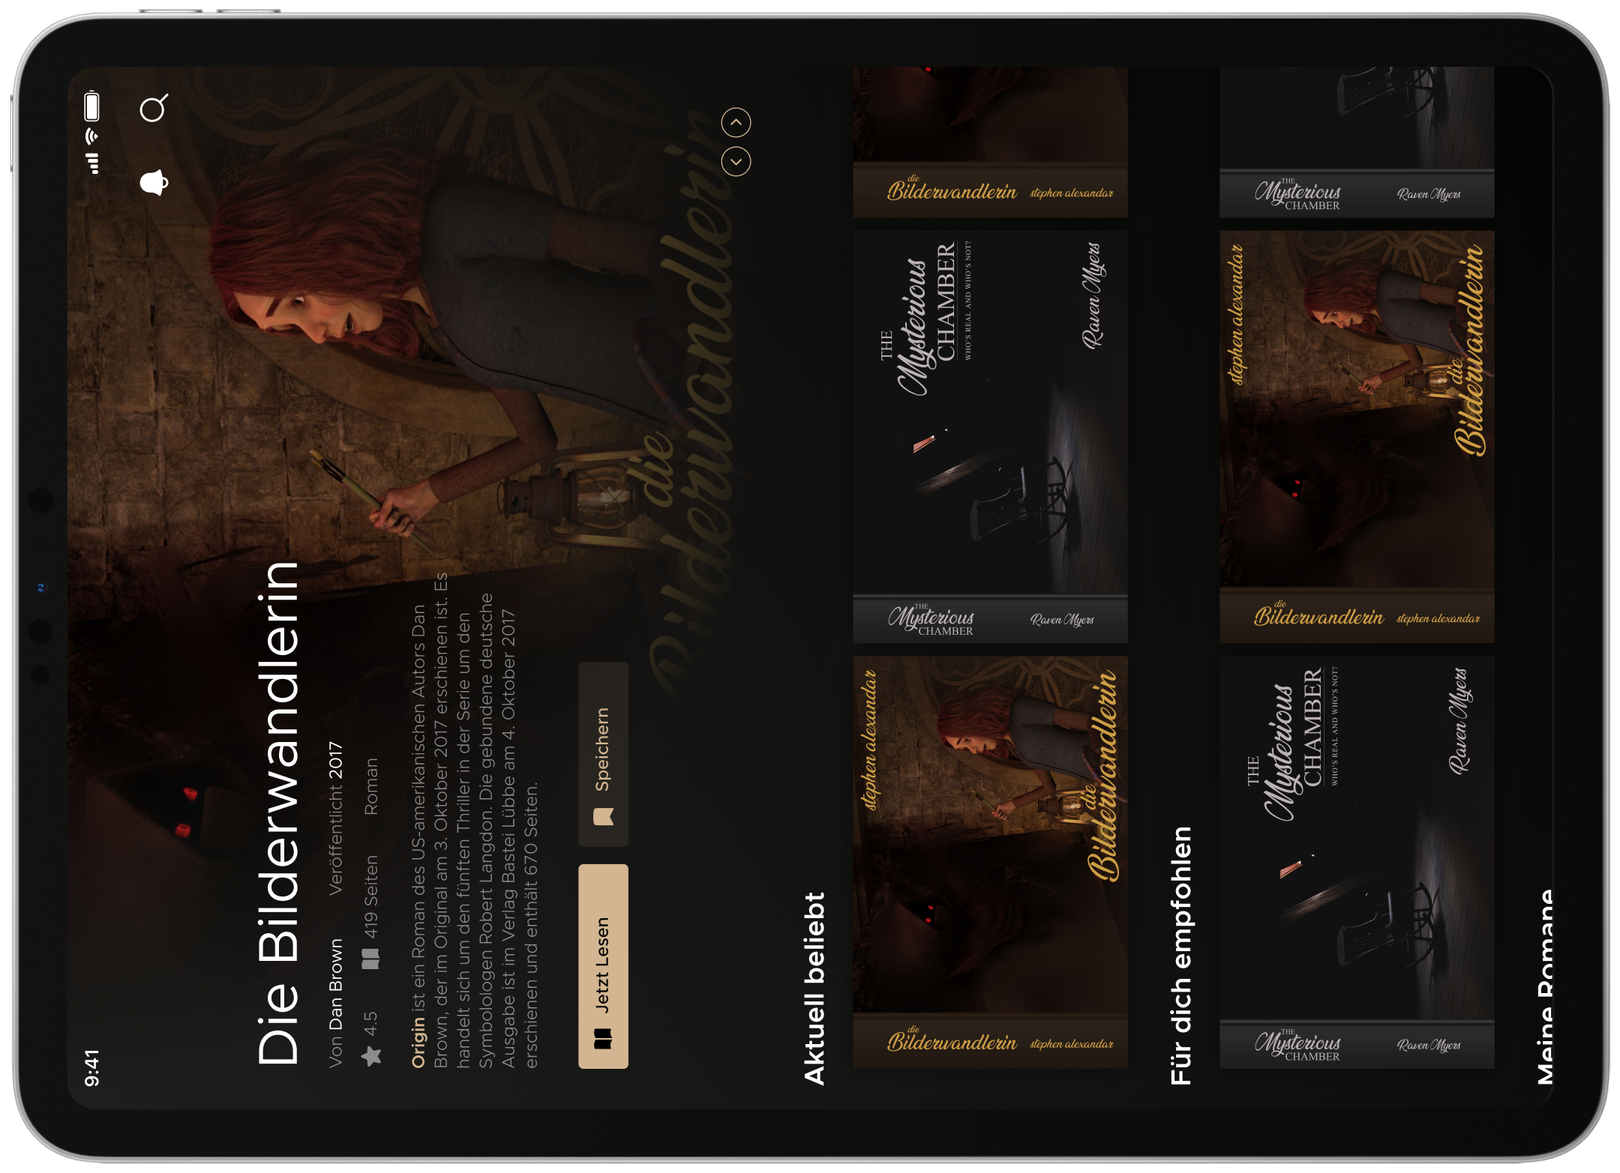 9:41
Die Bilderwandlerin
Von Dan Brown Veröffentlicht 2017
4.5 419 Seiten Roman
Origin ist ein Roman des US-amerikanischen Autors Dan
Brown, der im Original am 3. Oktober 2017 erschienen ist. Es
handelt sich um den fünften Thriller in der Serie um den
Symbolologen Robert Langdon. Die gebundene deutsche
Ausgabe ist im Verlag Bastei Lübbe am 4. Oktober 2017
erschienen und enthält 670 Seiten.
Jetzt Lesen
Speichern
die
Bilderwandlerin
Aktuell beliebt
die
Bilderwandlerin
stephen alexandar
stephen alexandar
die
Bilderwandlerin
THE
Mysterious
CHAMBER
Raven Myers
THE
Mysterious
CHAMBER
WHO'S REAL AND WHO'S NOT?
Raven Myers
die
Bilderwandlerin
stephen alexandar
Für dich empfohlen
THE
Mysterious
CHAMBER
Raven Myers
THE
Mysterious
CHAMBER
WHO'S REAL AND WHO'S NOT?
Raven Myers
die
Bilderwandlerin
stephen alexandar
stephen alexandar
die
Bilderwandlerin
THE
Mysterious
CHAMBER
Raven Myers
Meine Romane